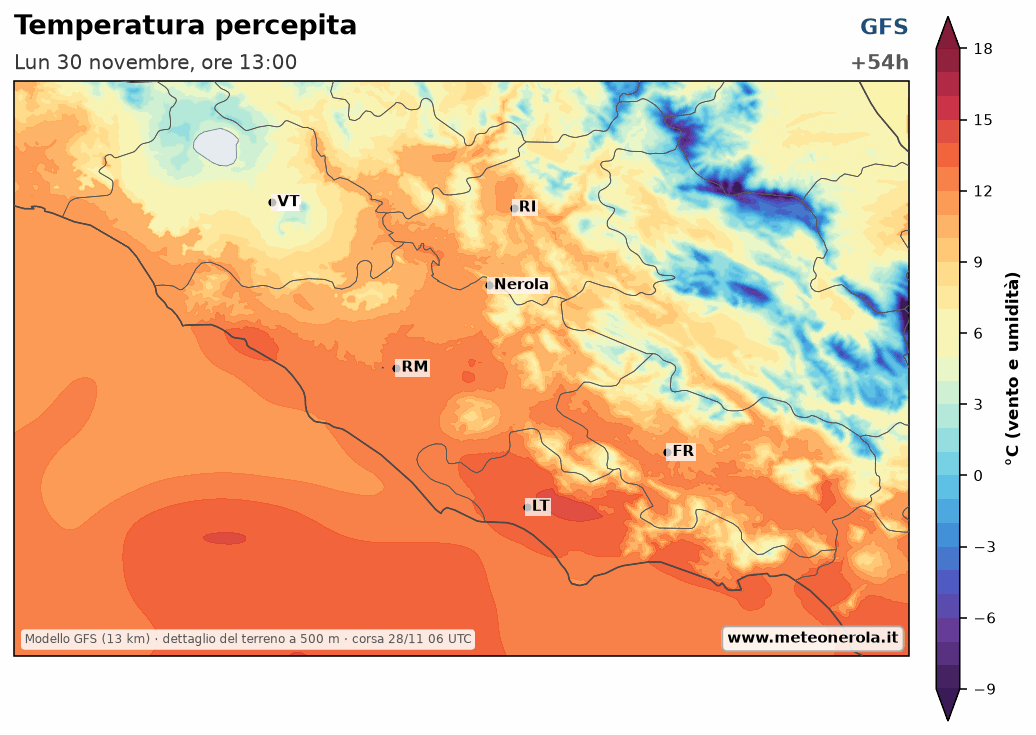 Temperatura percepita
GFS
Lun 30 novembre, ore 13:00
+54h
VT
RI
Nerola
RM
FR
LT
Modello GFS (13 km) · dettaglio del terreno a 500 m · corsa 28/11 06 UTC
www.meteonerola.it
18
15
12
9
6
3
0
−3
−6
−9
°C (vento e umidità)